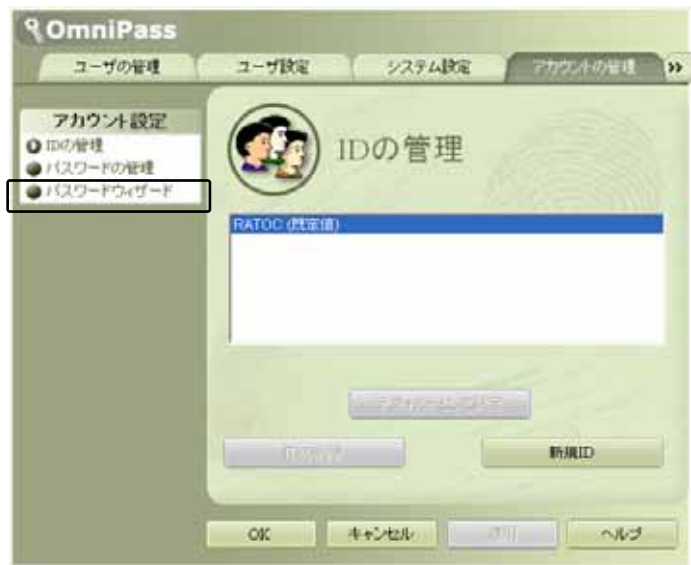 OmniPass
ユーザの管理 ユーザ設定 システム設定 アカウントの管理 »
アカウント設定
IDの管理
パスワードの管理
パスワードウィザード
IDの管理
RATOC (既定値)
新規ID
OK キャンセル 適用 ヘルプ